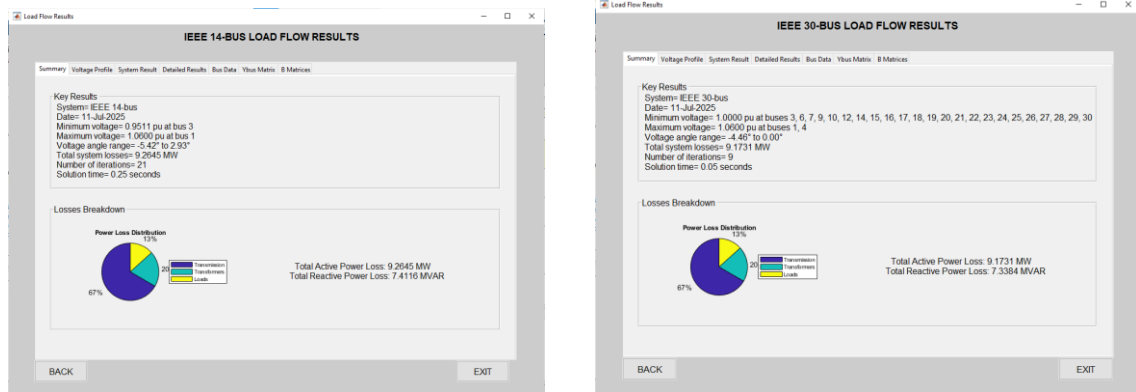 Load Flow Results
IEEE 14-BUS LOAD FLOW RESULTS
Summary Voltage Profile System Result Detailed Results Bus Data Ybus Matrix B Matrices
Key Results
System= IEEE 14-bus
Date= 11-Jul-2025
Minimum voltage= 0.9511 pu at bus 3
Maximum voltage= 1.0600 pu at bus 1
Voltage angle range= -5.42° to 2.93°
Total system losses= 9.2645 MW
Number of iterations= 21
Solution time= 0.25 seconds
Losses Breakdown
Power Loss Distribution
13%
20
67%
Transmission
Transformers
Loads
Total Active Power Loss: 9.2645 MW
Total Reactive Power Loss: 7.4116 MVAR
BACK
EXIT
Load Flow Results
IEEE 30-BUS LOAD FLOW RESULTS
Summary Voltage Profile System Result Detailed Results Bus Data Ybus Matrix B Matrices
Key Results
System= IEEE 30-bus
Date= 11-Jul-2025
Minimum voltage= 1.0000 pu at buses 3, 6, 7, 9, 10, 12, 14, 15, 16, 17, 18, 19, 20, 21, 22, 23, 24, 25, 26, 27, 28, 29, 30
Maximum voltage= 1.0600 pu at buses 1, 4
Voltage angle range= -4.46° to 0.00°
Total system losses= 9.1731 MW
Number of iterations= 9
Solution time= 0.05 seconds
Losses Breakdown
Power Loss Distribution
13%
20
67%
Transmission
Transformers
Loads
Total Active Power Loss: 9.1731 MW
Total Reactive Power Loss: 7.3384 MVAR
BACK
EXIT